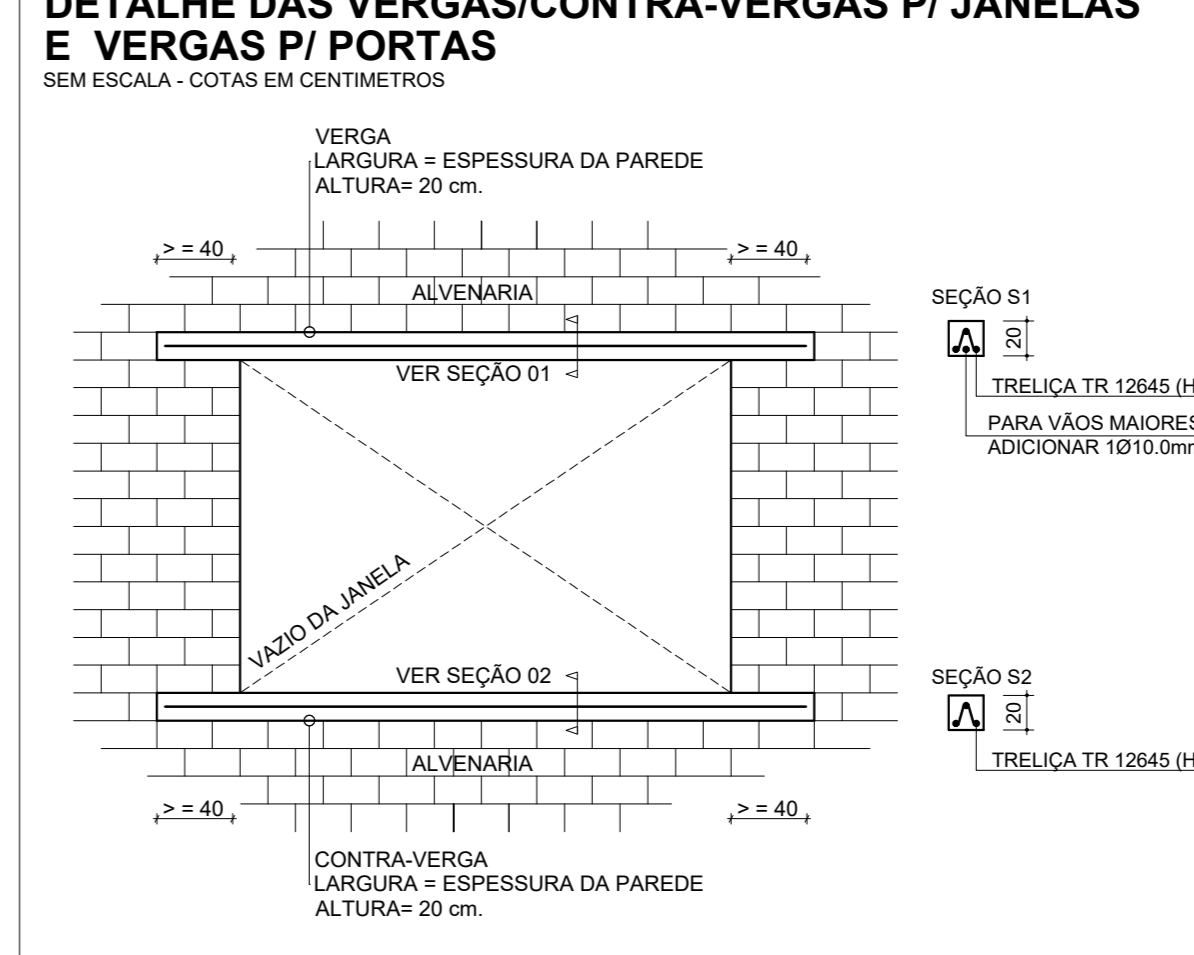 DETALHE DAS VERGAS/CONTRA-VERGAS P/ JANELAS
E VERGAS P/ PORTAS
SEM ESCALA - COTAS EM CENTIMETROS
VERGA
LARGURA = ESPESSURA DA PAREDE
ALTURA= 20 cm.
> = 40
> = 40
ALVENARIA
VER SEÇÃO 01
SEÇÃO S1
20
TRELIÇA TR 12645 (H
PARA VÃOS MAIORES
ADICIONAR 1Ø10.0mm
VAZIO DA JANELA
VER SEÇÃO 02
SEÇÃO S2
20
TRELIÇA TR 12645 (H
ALVENARIA
> = 40
> = 40
CONTRA-VERGA
LARGURA = ESPESSURA DA PAREDE
ALTURA= 20 cm.